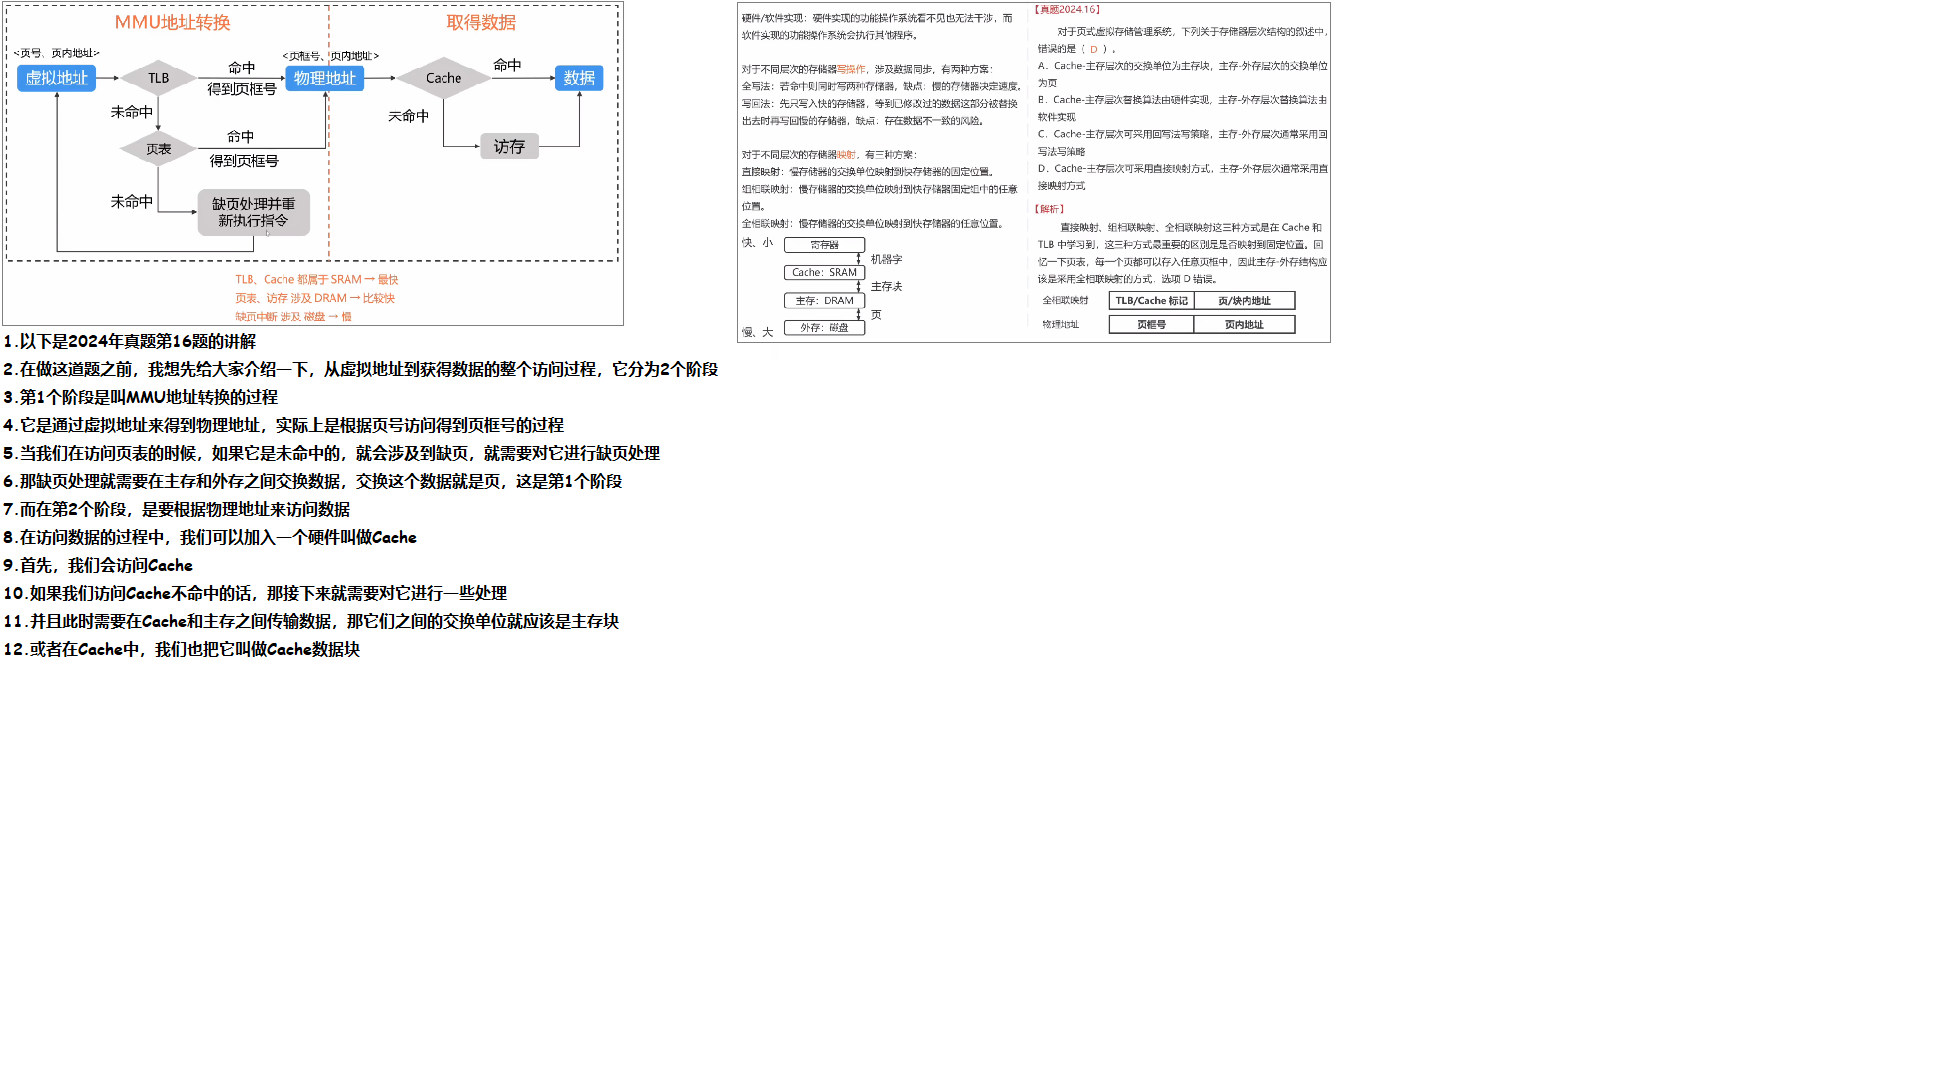 MMU地址转换
取得数据
<页号、页内地址>
<页框号、页内地址>
虚拟地址
TLB
命中
得到页框号
物理地址
Cache
命中
数据
未命中
未命中
访存
页表
命中
得到页框号
未命中
缺页处理并重
新执行指令
TLB、Cache 都属于 SRAM → 最快
页表、访存 涉及 DRAM → 比较快
缺页中断 涉及 磁盘 → 慢
1.以下是2024年真题第16题的讲解
2.在做这道题之前，我想先给大家介绍一下，从虚拟地址到获得数据的整个访问过程，它分为2个阶段
3.第1个阶段是叫MMU地址转换的过程
4.它是通过虚拟地址来得到物理地址，实际上是根据页号访问得到页框号的过程
5.当我们在访问页表的时候，如果它是未命中的，就会涉及到缺页，就需要对它进行缺页处理
6.那缺页处理就需要在主存和外存之间交换数据，交换这个数据就是页，这是第1个阶段
7.而在第2个阶段，是要根据物理地址来访问数据
8.在访问数据的过程中，我们可以加入一个硬件叫做Cache
9.首先，我们会访问Cache
10.如果我们访问Cache不命中的话，那接下来就需要对它进行一些处理
11.并且此时需要在Cache和主存之间传输数据，那它们之间的交换单位就应该是主存块
12.或者在Cache中，我们也把它叫做Cache数据块
硬件/软件实现：硬件实现的功能操作系统看不见也无法干涉，而
软件实现的功能操作系统会执行其他程序。
对于不同层次的存储器写操作，涉及数据同步，有两种方案：
全写法：若命中则同时写两种存储器，缺点：慢的存储器决定速度。
写回法：先只写入快的存储器，等到已修改过的数据这部分被替换
出去时再写回慢的存储器，缺点：存在数据不一致的风险。
对于不同层次的存储器映射，有三种方案：
直接映射：慢存储器的交换单位映射到快存储器的固定位置。
组相联映射：慢存储器的交换单位映射到快存储器固定组中的任意
位置。
全相联映射：慢存储器的交换单位映射到快存储器的任意位置。
快、小
寄存器
机器字
Cache：SRAM
主存块
主存：DRAM
页
慢、大
外存：磁盘
【真题2024.16】
对于页式虚拟存储管理系统，下列关于存储器层次结构的叙述中，
错误的是（ D ）。
A．Cache-主存层次的交换单位为主存块，主存-外存层次的交换单位
为页
B．Cache-主存层次替换算法由硬件实现，主存-外存层次替换算法由
软件实现
C．Cache-主存层次可采用回写法写策略，主存-外存层次通常采用回
写法写策略
D．Cache-主存层次可采用直接映射方式，主存-外存层次通常采用直
接映射方式
【解析】
直接映射、组相联映射、全相联映射这三种方式是在 Cache 和
TLB 中学习到，这三种方式最重要的区别是是否映射到固定位置。回
忆一下页表，每一个页都可以存入任意页框中，因此主存-外存结构应
该是采用全相联映射的方式，选项 D 错误。
全相联映射
TLB/Cache 标记
页/块内地址
物理地址
页框号
页内地址